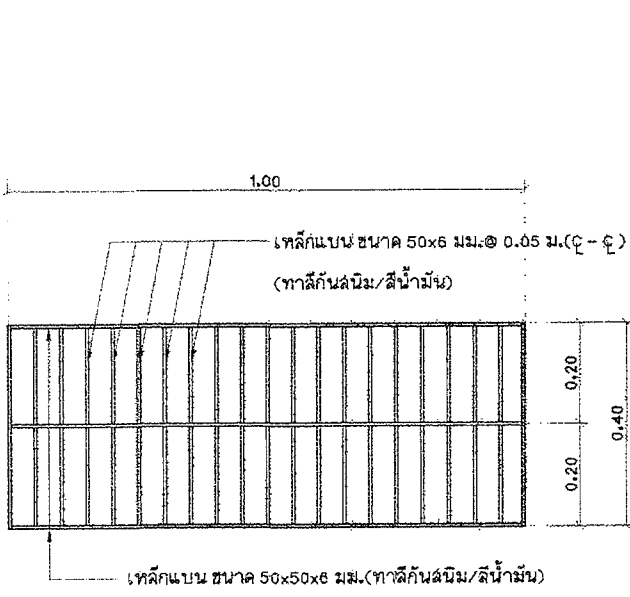 1.00
เหล็กแบน ขนาด 50x6 มม.@ 0.05 ม.(℄ - ℄)
(ทาสีกันสนิม/สีน้ำมัน)
0.20
0.40
0.20
เหล็กแบน ขนาด 50x50x6 มม.(ทาสีกันสนิม/สีน้ำมัน)